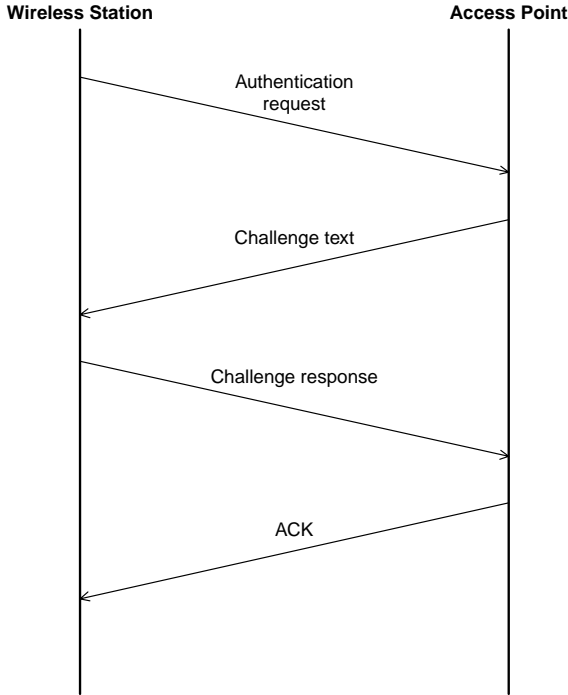 Wireless Station
Access Point
Authentication
request
Challenge text
Challenge response
ACK